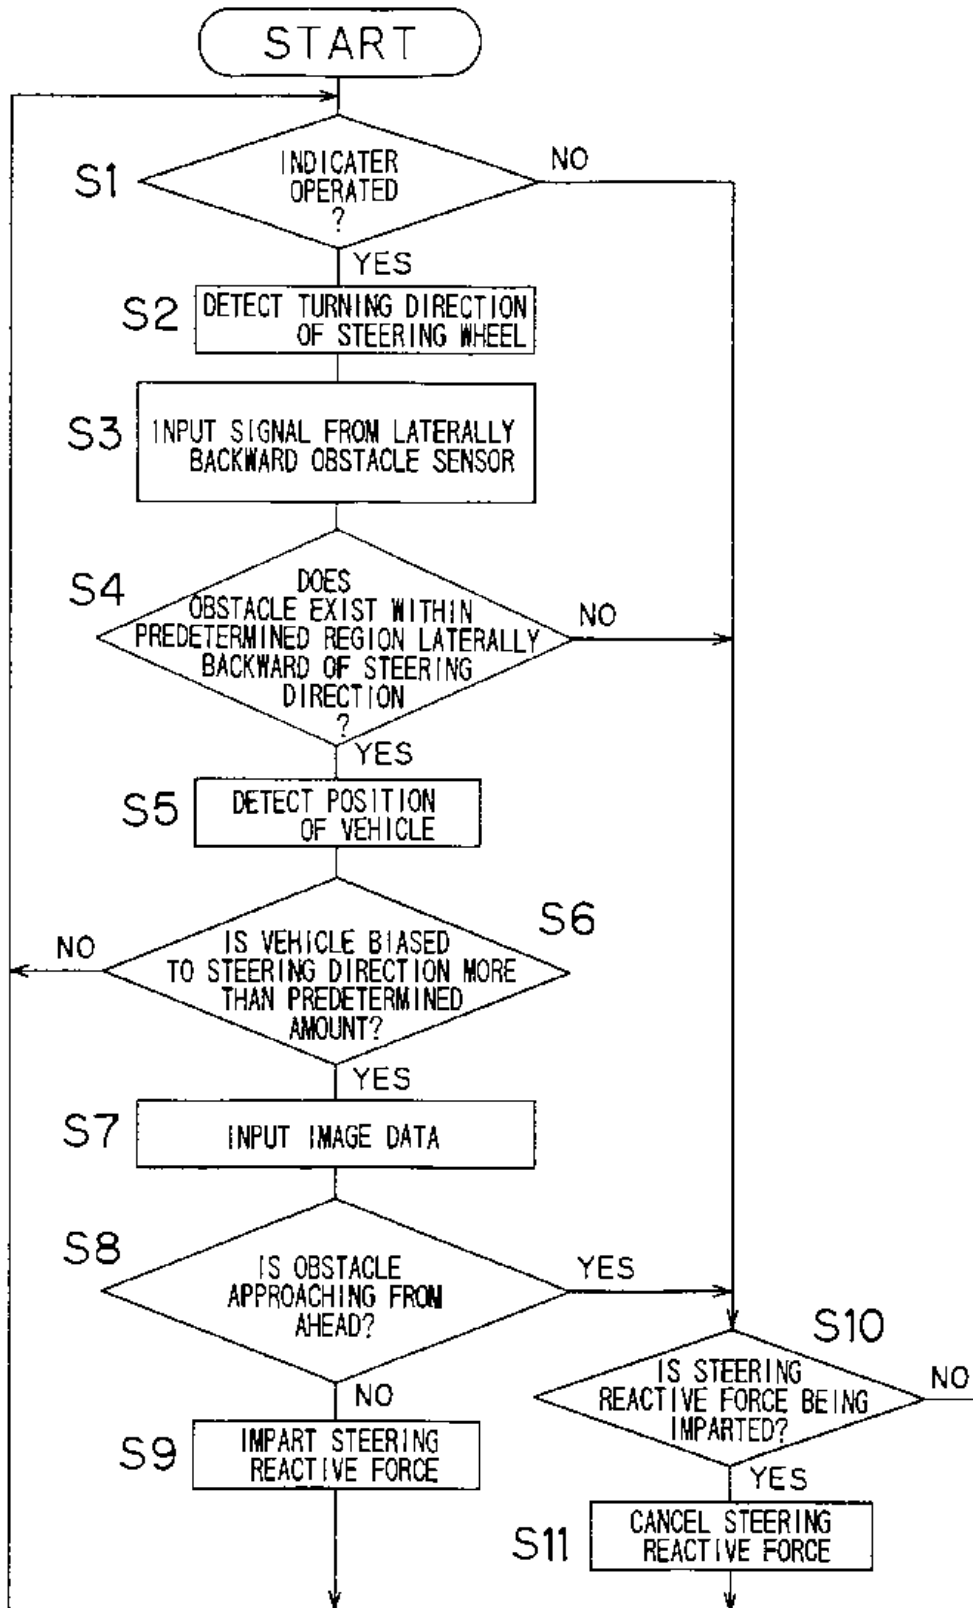 START
S1
INDICATER
OPERATED
?
NO
YES
S2
DETECT TURNING DIRECTION
OF STEERING WHEEL
S3
INPUT SIGNAL FROM LATERALLY
BACKWARD OBSTACLE SENSOR
S4
DOES
OBSTACLE EXIST WITHIN
PREDETERMINED REGION LATERALLY
BACKWARD OF STEERING
DIRECTION
?
NO
YES
S5
DETECT POSITION
OF VEHICLE
S6
NO
IS VEHICLE BIASED
TO STEERING DIRECTION MORE
THAN PREDETERMINED
AMOUNT?
YES
S7
INPUT IMAGE DATA
S8
IS OBSTACLE
APPROACHING FROM
AHEAD?
YES
NO
S9
IMPART STEERING
REACTIVE FORCE
S10
IS STEERING
REACTIVE FORCE BEING
IMPARTED?
NO
YES
S11
CANCEL STEERING
REACTIVE FORCE